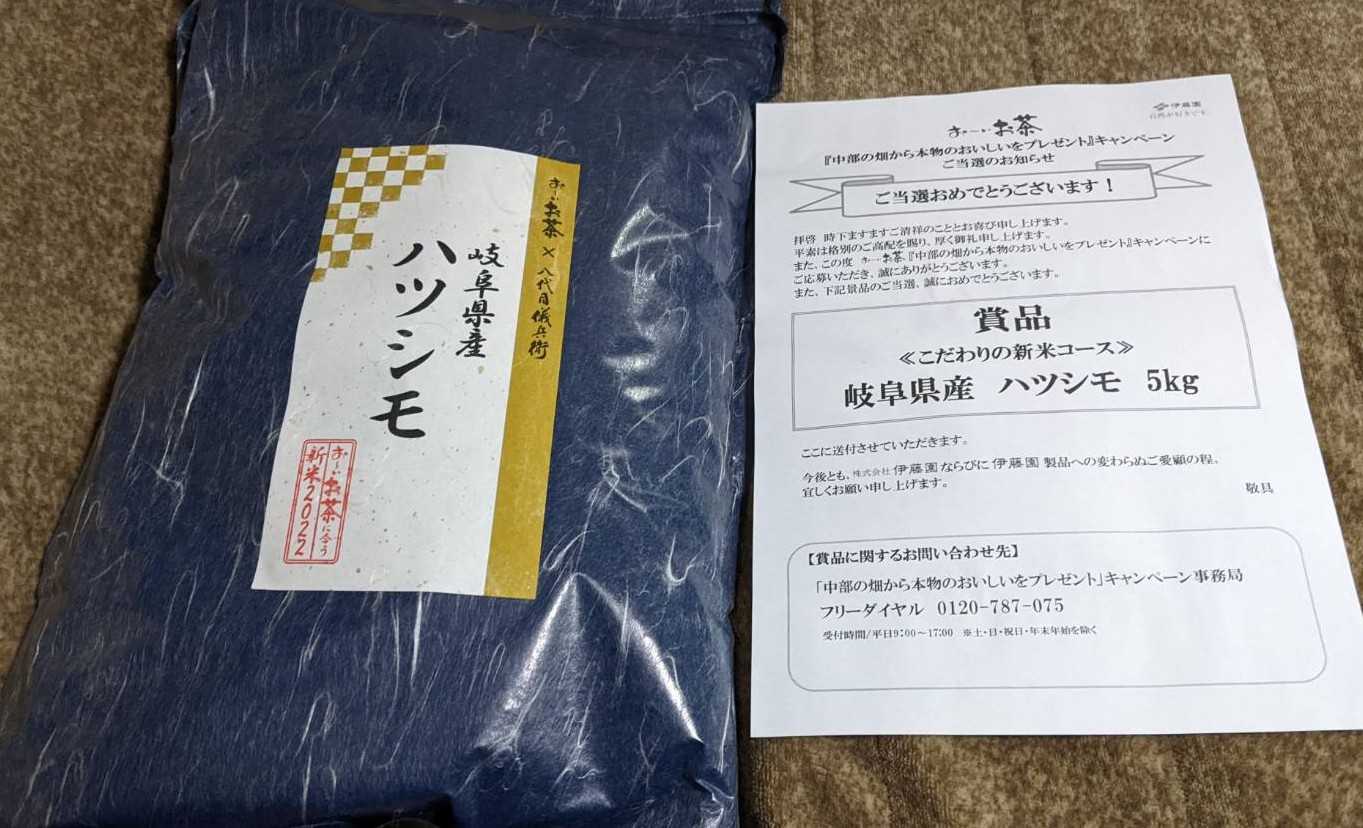 お〜いお茶 × 八代目儀兵衛
岐阜県産
ハツシモ
お〜いお茶に合う
新米2022
伊藤園
自然が好きです。
お〜いお茶
『中部の畑から本物のおいしいをプレゼント』キャンペーン
ご当選のお知らせ
ご当選おめでとうございます！
拝啓 時下ますますご清祥のこととお喜び申し上げます。
平素は格別のご高配を賜り、厚く御礼申し上げます。
また、この度 お〜いお茶『中部の畑から本物のおいしいをプレゼント』キャンペーンに
ご応募いただき、誠にありがとうございます。
また、下記景品のご当選、誠におめでとうございます。
賞品
≪こだわりの新米コース≫
岐阜県産 ハツシモ 5kg
ここに送付させていただきます。
今後とも、株式会社 伊藤園 ならびに 伊藤園 製品への変わらぬご愛顧の程、
宜しくお願い申し上げます。
敬具
【賞品に関するお問い合わせ先】
「中部の畑から本物のおいしいをプレゼント」キャンペーン事務局
フリーダイヤル 0120-787-075
受付時間/平日9:00～17:00 ※土・日・祝日・年末年始を除く